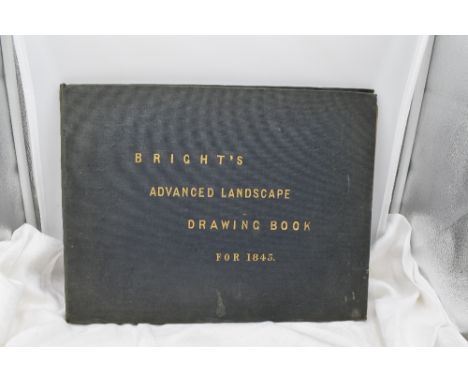 BRIGHT'S
ADVANCED LANDSCAPE
DRAWING BOOK
FOR 1843.